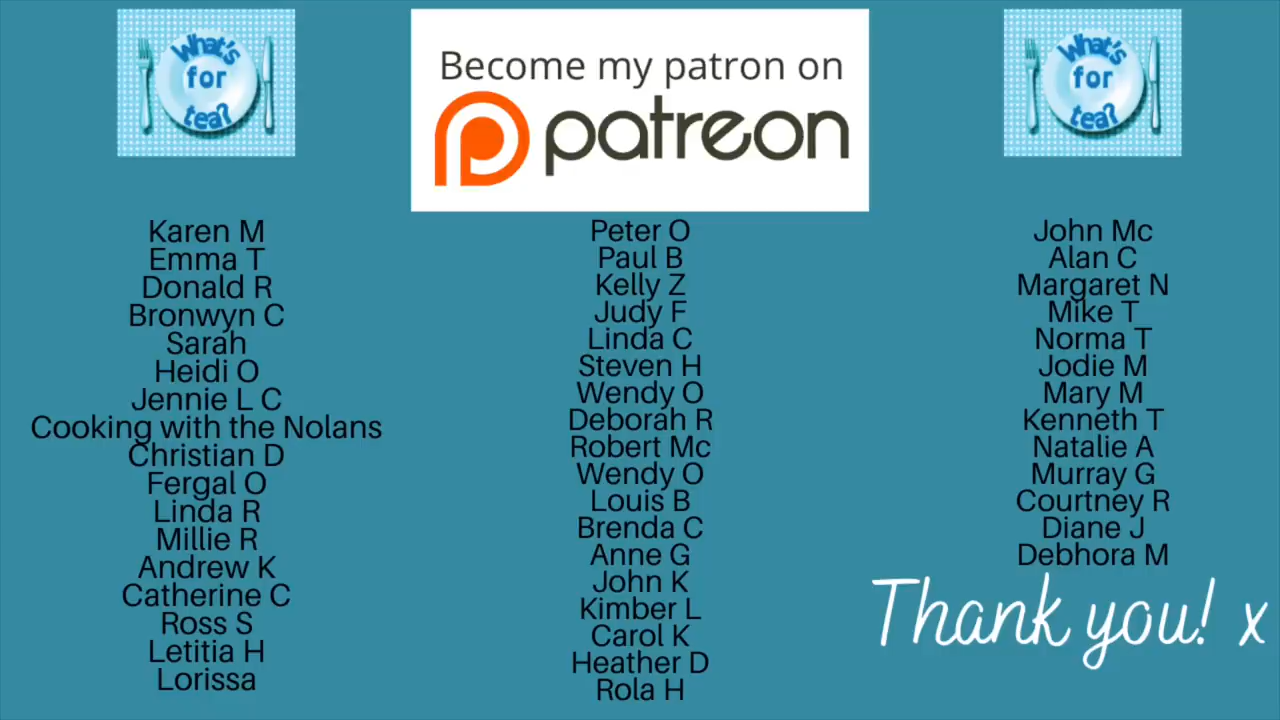 What's
for
tea?
Become my patron on
patreon
What's
for
tea?
Karen M
Emma T
Donald R
Bronwyn C
Sarah
Heidi O
Jennie L C
Cooking with the Nolans
Christian D
Fergal O
Linda R
Millie R
Andrew K
Catherine C
Ross S
Letitia H
Lorissa
Peter O
Paul B
Kelly Z
Judy F
Linda C
Steven H
Wendy O
Deborah R
Robert Mc
Wendy O
Louis B
Brenda C
Anne G
John K
Kimber L
Carol K
Heather D
Rola H
John Mc
Alan C
Margaret N
Mike T
Norma T
Jodie M
Mary M
Kenneth T
Natalie A
Murray G
Courtney R
Diane J
Debhora M
Thank you! x